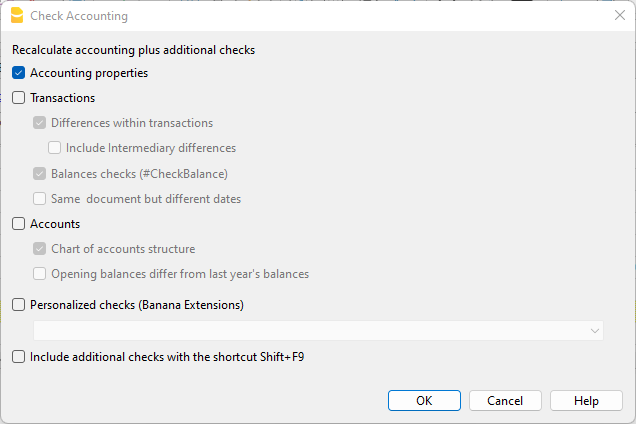 Check Accounting
Recalculate accounting plus additional checks
Accounting properties
Transactions
Differences within transactions
Include Intermediary differences
Balances checks (#CheckBalance)
Same document but different dates
Accounts
Chart of accounts structure
Opening balances differ from last year's balances
Personalized checks (Banana Extensions)
Include additional checks with the shortcut Shift+F9
OK Cancel Help